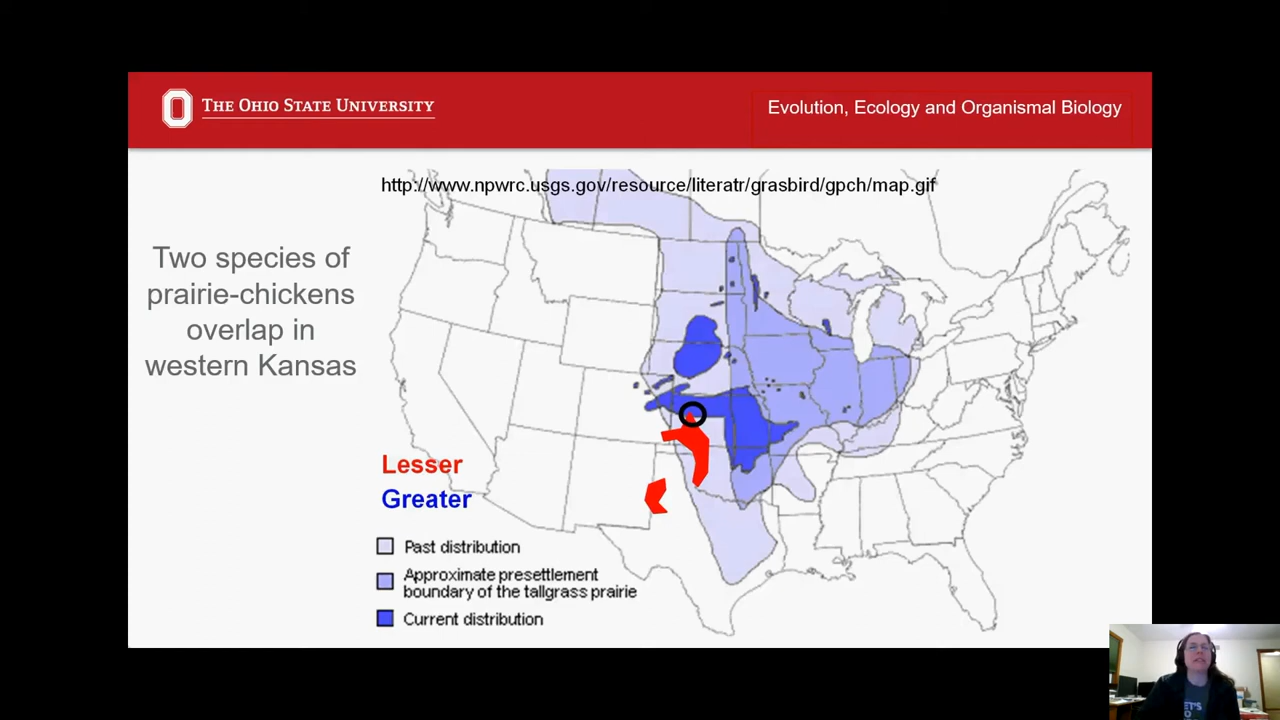 THE OHIO STATE UNIVERSITY
Evolution, Ecology and Organismal Biology
http://www.npwrc.usgs.gov/resource/literatr/grasbird/gpch/map.gif
Two species of
prairie-chickens
overlap in
western Kansas
Lesser
Greater
Past distribution
Approximate presettlement
boundary of the tallgrass prairie
Current distribution